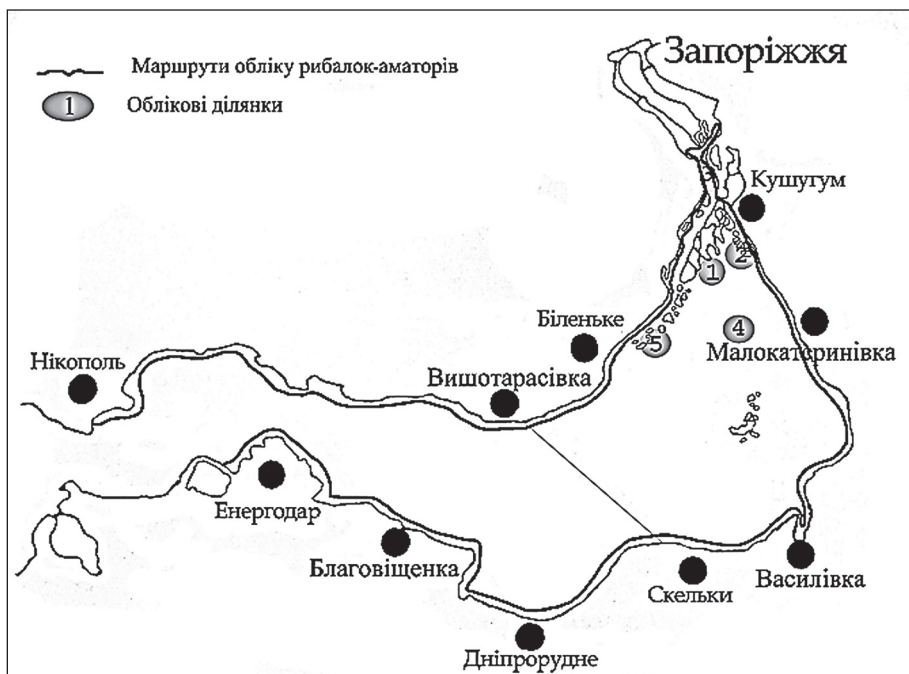 Запоріжжя
Маршрути обліку рибалок-аматорів
1
Облікові ділянки
3
Кушугум
2
1
Біленьке
4
5
Малокатеринівка
Нікополь
Вишотарасівка
Енергодар
Благовіщенка
Василівка
Скельки
Дніпрорудне